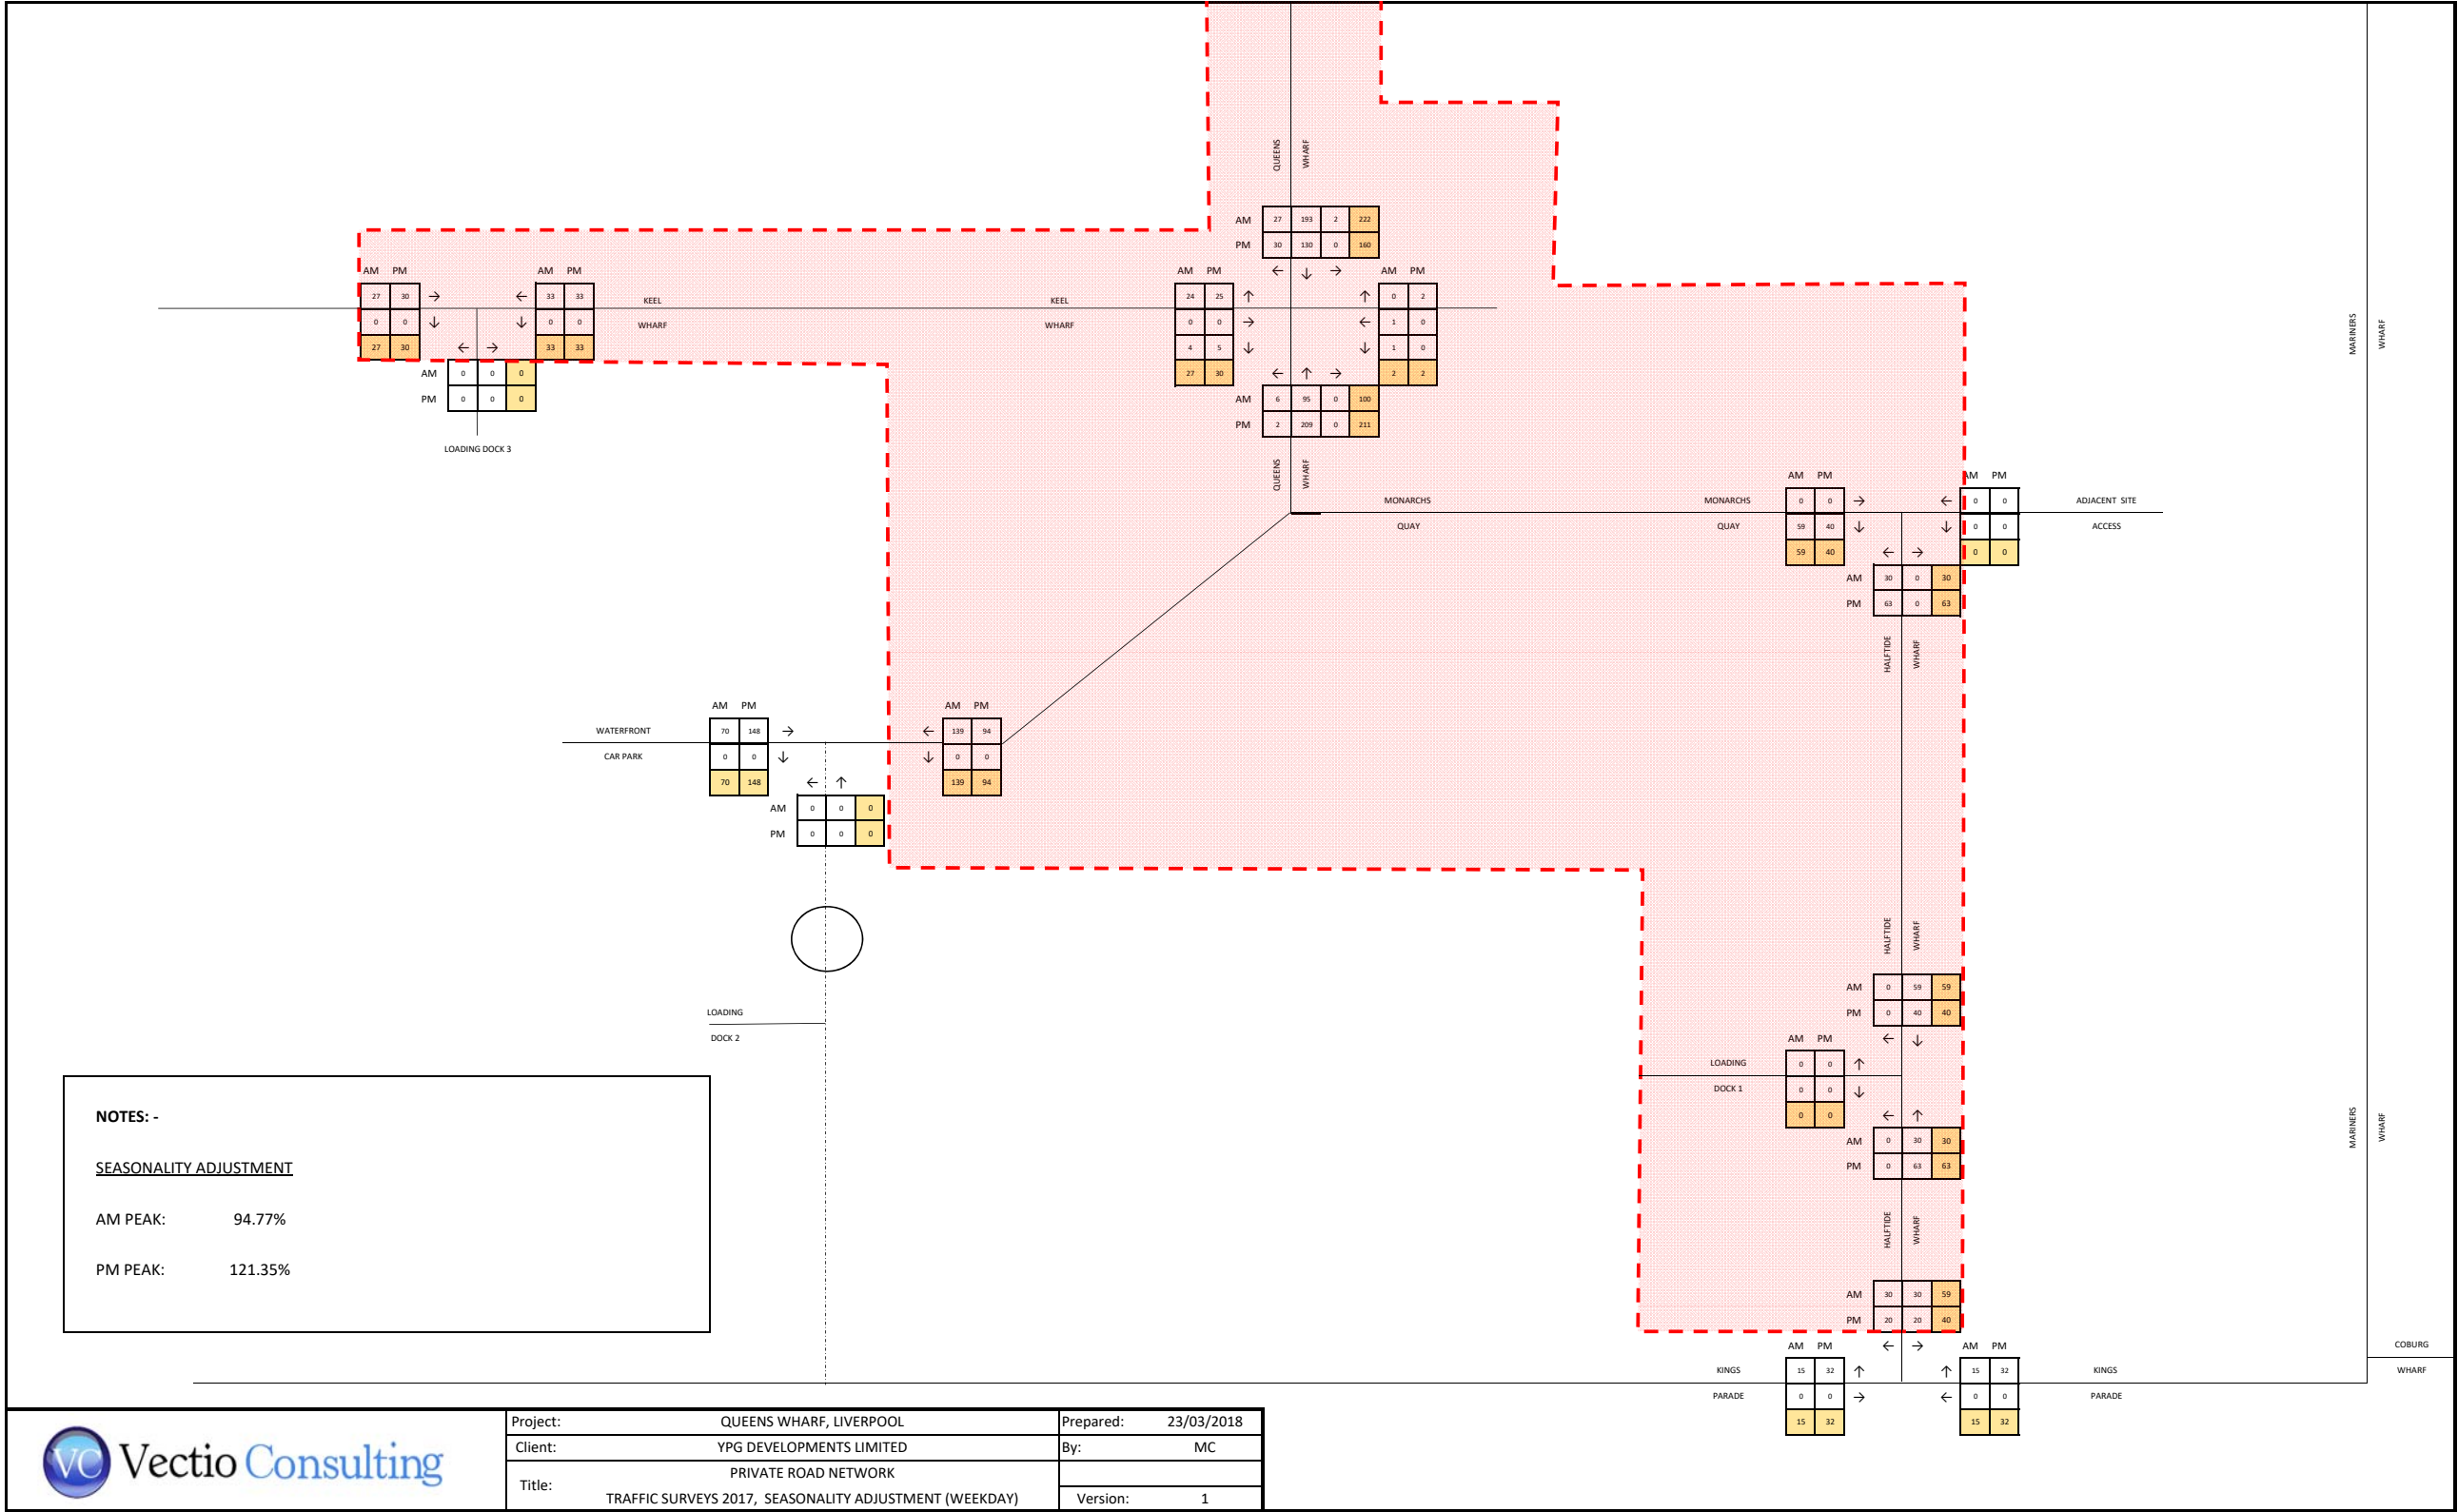 QUEENS
WHARF
AM 27 193 2 222
PM 30 130 0 160
← ↓ →
AM PM
27 30 →
0 0 ↓
27 30
AM PM
← 33 33
↓ 0 0
33 33
← →
AM 0 0 0
PM 0 0 0
LOADING DOCK 3
KEEL
WHARF
KEEL
WHARF
AM PM
24 25 ↑
0 0 →
4 5 ↓
27 30
AM PM
↑ 0 2
← 1 0
↓ 1 0
2 2
← ↑ →
AM 6 95 0 100
PM 2 209 0 211
QUEENS
WHARF
MONARCHS
QUAY
MONARCHS
QUAY
AM PM
0 0 →
59 40 ↓
59 40
AM PM
← 0 0
↓ 0 0
0 0
ADJACENT SITE
ACCESS
← →
AM 30 0 30
PM 63 0 63
HALFTIDE
WHARF
MARINERS
WHARF
WATERFRONT
CAR PARK
AM PM
70 148 →
0 0 ↓
70 148
AM PM
← 139 94
↓ 0 0
139 94
← ↑
AM 0 0 0
PM 0 0 0
LOADING
DOCK 2
HALFTIDE
WHARF
AM 0 59 59
PM 0 40 40
← ↓
LOADING
DOCK 1
AM PM
0 0 ↑
0 0 ↓
0 0
← ↑
AM 0 30 30
PM 0 63 63
HALFTIDE
WHARF
MARINERS
WHARF
AM 30 30 59
PM 20 20 40
← →
KINGS
PARADE
AM PM
15 32 ↑
0 0 →
15 32
AM PM
↑ 15 32
← 0 0
15 32
KINGS
PARADE
COBURG
WHARF
NOTES: -
SEASONALITY ADJUSTMENT
AM PEAK: 94.77%
PM PEAK: 121.35%
VC Vectio Consulting
Project: QUEENS WHARF, LIVERPOOL Prepared: 23/03/2018
Client: YPG DEVELOPMENTS LIMITED By: MC
Title: PRIVATE ROAD NETWORK
TRAFFIC SURVEYS 2017, SEASONALITY ADJUSTMENT (WEEKDAY) Version: 1